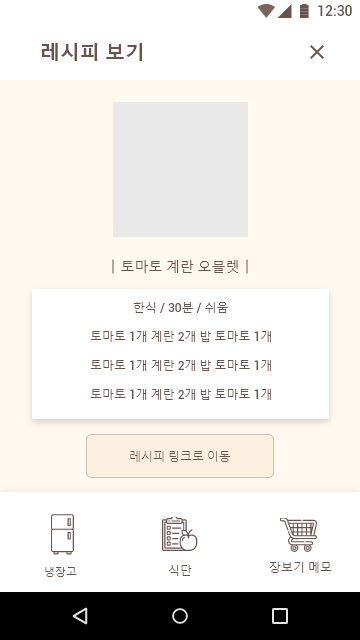 12:30
레시피 보기
| 토마토 계란 오믈렛 |
한식 / 30분 / 쉬움
토마토 1개 계란 2개 밥 토마토 1개
토마토 1개 계란 2개 밥 토마토 1개
토마토 1개 계란 2개 밥 토마토 1개
레시피 링크로 이동
냉장고 식단 장보기 메모